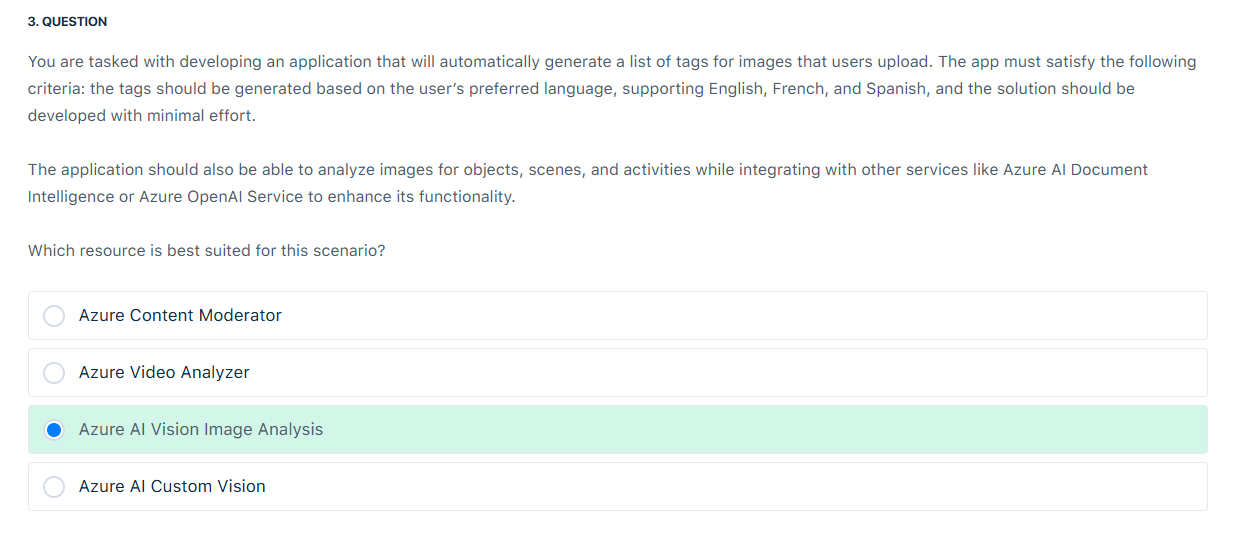 3. QUESTION
You are tasked with developing an application that will automatically generate a list of tags for images that users upload. The app must satisfy the following
criteria: the tags should be generated based on the user’s preferred language, supporting English, French, and Spanish, and the solution should be
developed with minimal effort.
The application should also be able to analyze images for objects, scenes, and activities while integrating with other services like Azure AI Document
Intelligence or Azure OpenAI Service to enhance its functionality.
Which resource is best suited for this scenario?
Azure Content Moderator
Azure Video Analyzer
Azure AI Vision Image Analysis
Azure AI Custom Vision